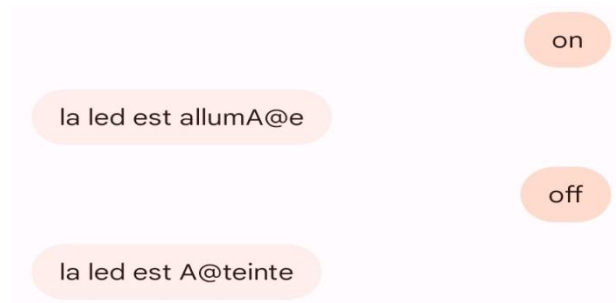 on
la led est allumA@e
off
la led est A@teinte